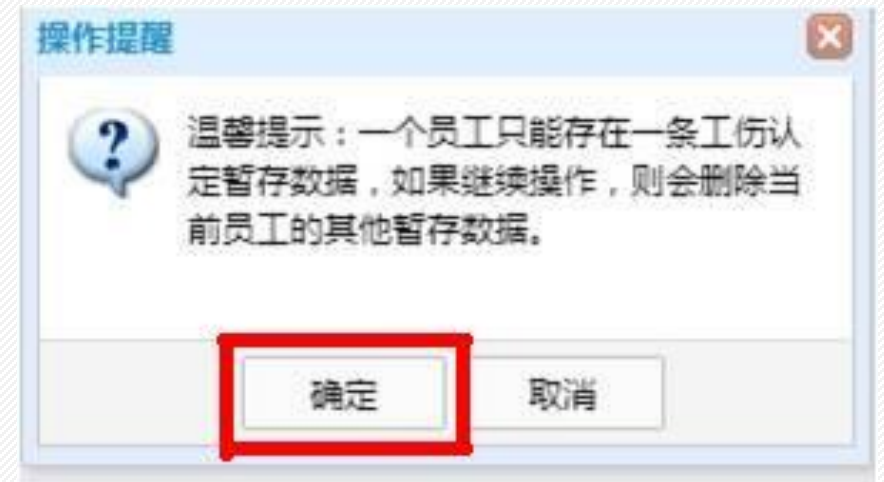 操作提醒
温馨提示：一个员工只能存在一条工伤认
定暂存数据，如果继续操作，则会删除当
前员工的其他暂存数据。
确定 取消